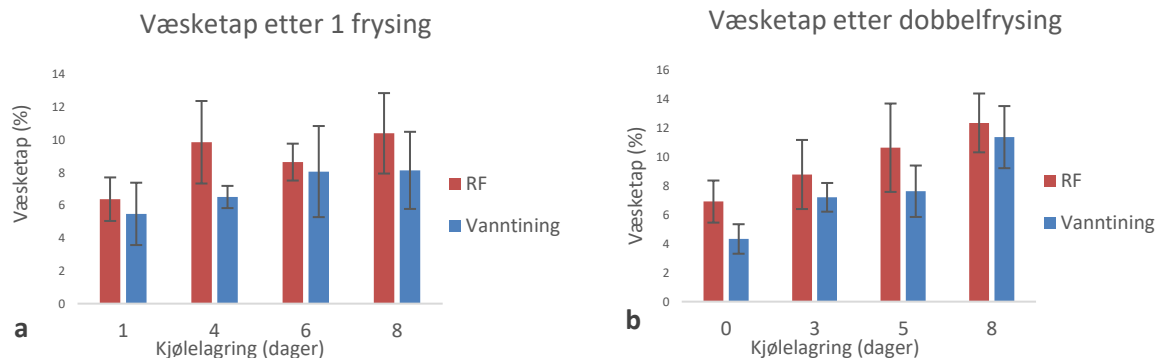 Væsketap etter 1 frysing
Væsketap (%)
14
12
10
8
6
4
2
0
1 4 6 8
Kjølelagring (dager)
RF
Vanntining
a
Væsketap etter dobbelfrysing
Væsketap (%)
16
14
12
10
8
6
4
2
0
0 3 5 8
Kjølelagring (dager)
RF
Vanntining
b